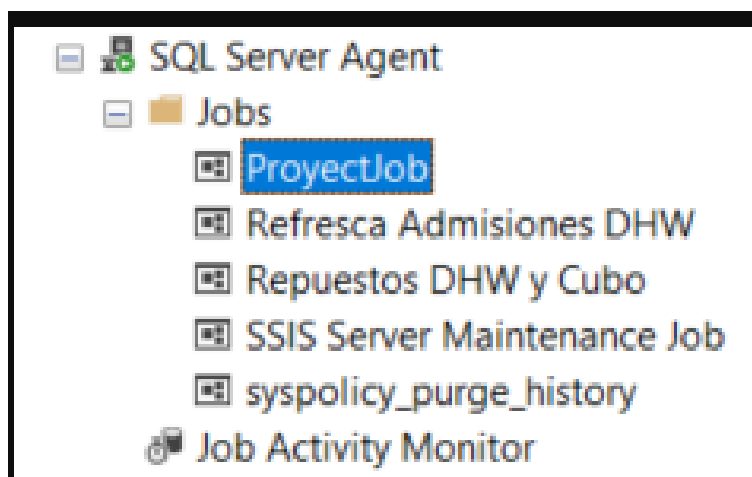 SQL Server Agent
Jobs
ProyectJob
Refresca Admisiones DHW
Repuestos DHW y Cubo
SSIS Server Maintenance Job
syspolicy_purge_history
Job Activity Monitor